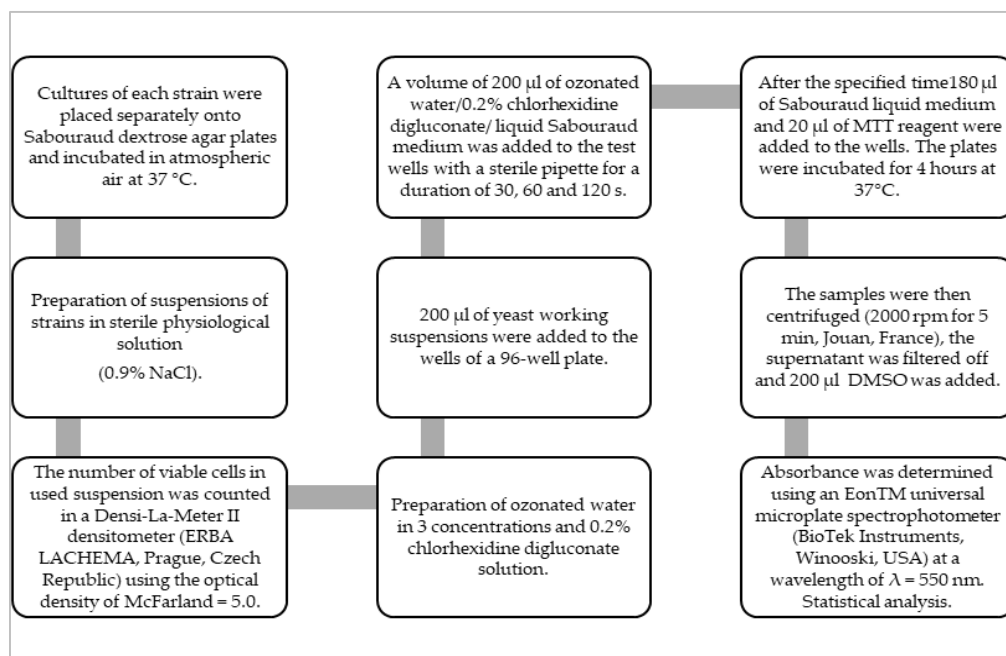 Cultures of each strain were
placed separately onto
Sabouraud dextrose agar plates
and incubated in atmospheric
air at 37 °C.
Preparation of suspensions of
strains in sterile physiological
solution
(0.9% NaCl).
The number of viable cells in
used suspension was counted
in a Densi-La-Meter II
densitometer (ERBA
LACHEMA, Prague, Czech
Republic) using the optical
density of McFarland = 5.0.
Preparation of ozonated water
in 3 concentrations and 0.2%
chlorhexidine digluconate
solution.
200 µl of yeast working
suspensions were added to the
wells of a 96-well plate.
A volume of 200 µl of ozonated
water/0.2% chlorhexidine
digluconate/ liquid Sabouraud
medium was added to the test
wells with a sterile pipette for a
duration of 30, 60 and 120 s.
After the specified time180 µl
of Sabouraud liquid medium
and 20 µl of MTT reagent were
added to the wells. The plates
were incubated for 4 hours at
37°C.
The samples were then
centrifuged (2000 rpm for 5
min, Jouan, France), the
supernatant was filtered off
and 200 µl DMSO was added.
Absorbance was determined
using an EonTM universal
microplate spectrophotometer
(BioTek Instruments,
Winooski, USA) at a
wavelength of λ = 550 nm.
Statistical analysis.